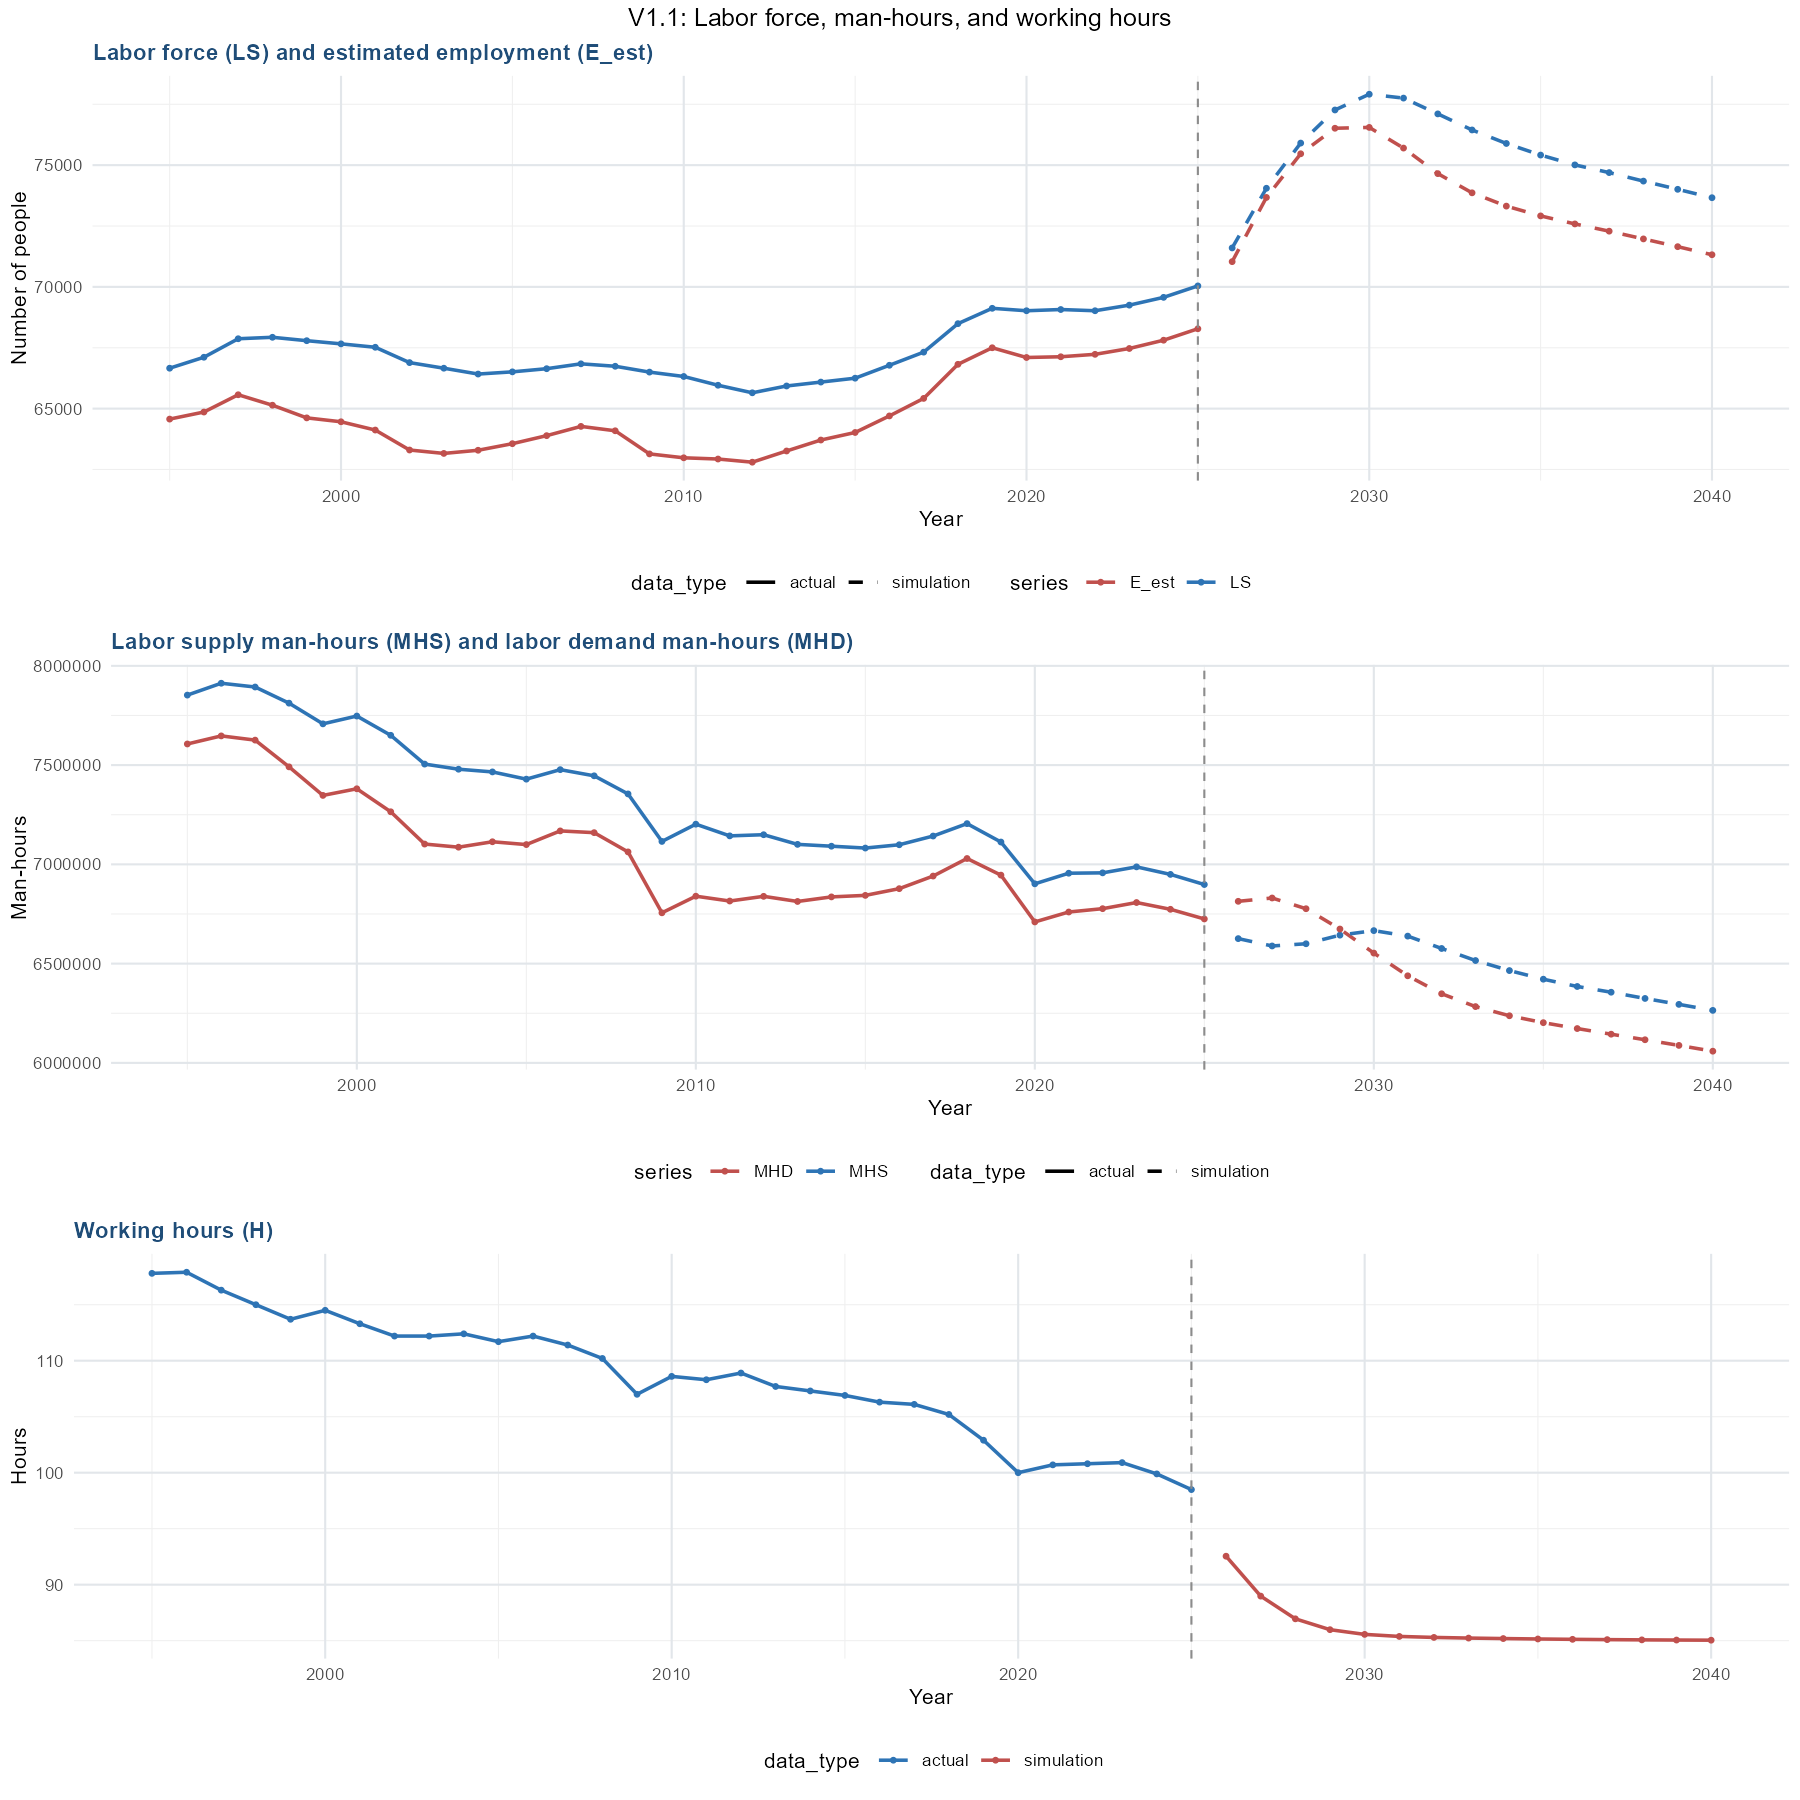 V1.1: Labor force, man-hours, and working hours
Labor force (LS) and estimated employment (E_est)
Number of people
75000
70000
65000
2000 2010 2020 2030 2040
Year
data_type actual simulation series E_est LS
Labor supply man-hours (MHS) and labor demand man-hours (MHD)
Man-hours
8000000
7500000
7000000
6500000
6000000
2000 2010 2020 2030 2040
Year
series MHD MHS data_type actual simulation
Working hours (H)
Hours
110
100
90
2000 2010 2020 2030 2040
Year
data_type actual simulation